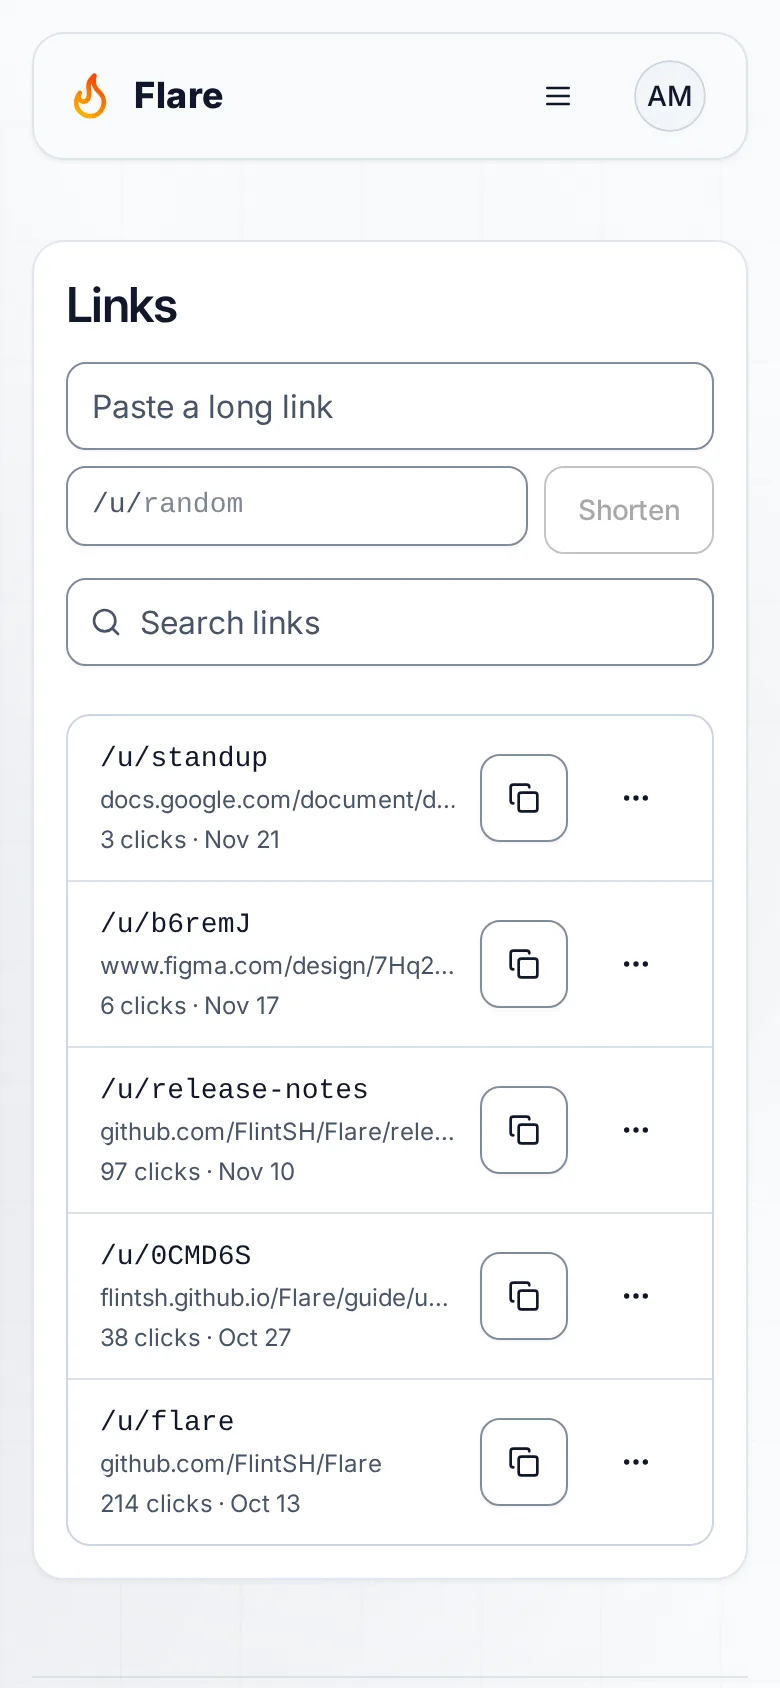 Flare
AM
Links
Paste a long link
/u/random
Shorten
Search links
/u/standup
docs.google.com/document/d...
3 clicks · Nov 21
/u/b6remJ
www.figma.com/design/7Hq2...
6 clicks · Nov 17
/u/release-notes
github.com/FlintSH/Flare/rele...
97 clicks · Nov 10
/u/0CMD6S
flintsh.github.io/Flare/guide/u...
38 clicks · Oct 27
/u/flare
github.com/FlintSH/Flare
214 clicks · Oct 13